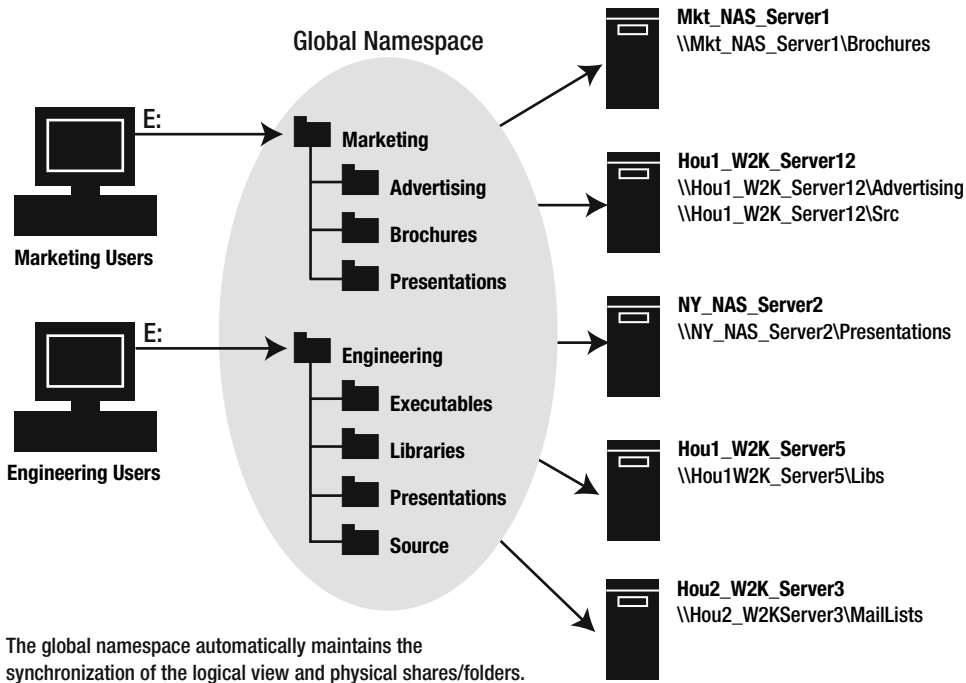 Global Namespace
E:
Marketing Users
Marketing
Advertising
Brochures
Presentations
E:
Engineering Users
Engineering
Executables
Libraries
Presentations
Source
Mkt_NAS_Server1
\\Mkt_NAS_Server1\Brochures
Hou1_W2K_Server12
\\Hou1_W2K_Server12\Advertising
\\Hou1_W2K_Server12\Src
NY_NAS_Server2
\\NY_NAS_Server2\Presentations
Hou1_W2K_Server5
\\Hou1W2K_Server5\Libs
Hou2_W2K_Server3
\\Hou2_W2KServer3\MailLists
The global namespace automatically maintains the
synchronization of the logical view and physical shares/folders.